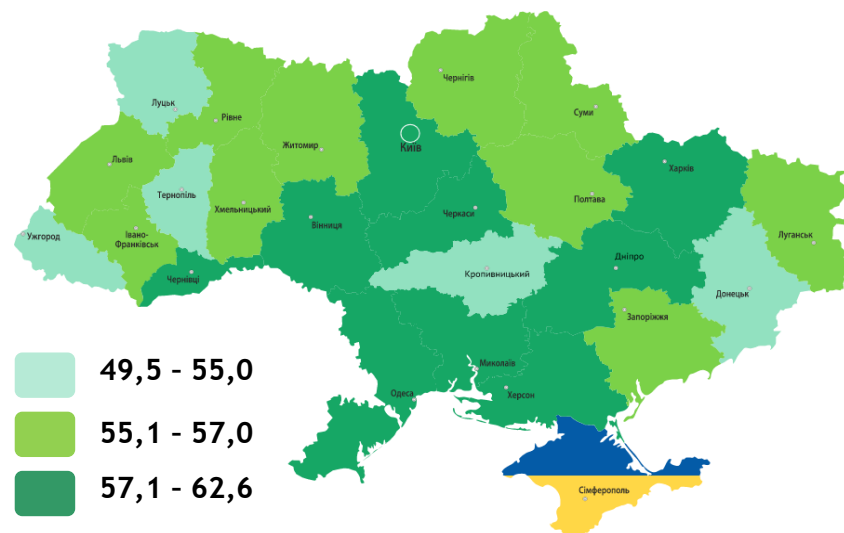 Чернігів
Луцьк
Суми
Рівне
Житомир
Київ
Львів
Харків
Тернопіль
Полтава
Хмельницький
Черкаси
Вінниця
Івано-
Франківськ
Ужгород
Луганськ
Дніпро
Кропивницький
Чернівці
Донецьк
Запоріжжя
Миколаїв
Одеса
Херсон
Сімферополь
49,5 - 55,0
55,1 - 57,0
57,1 - 62,6